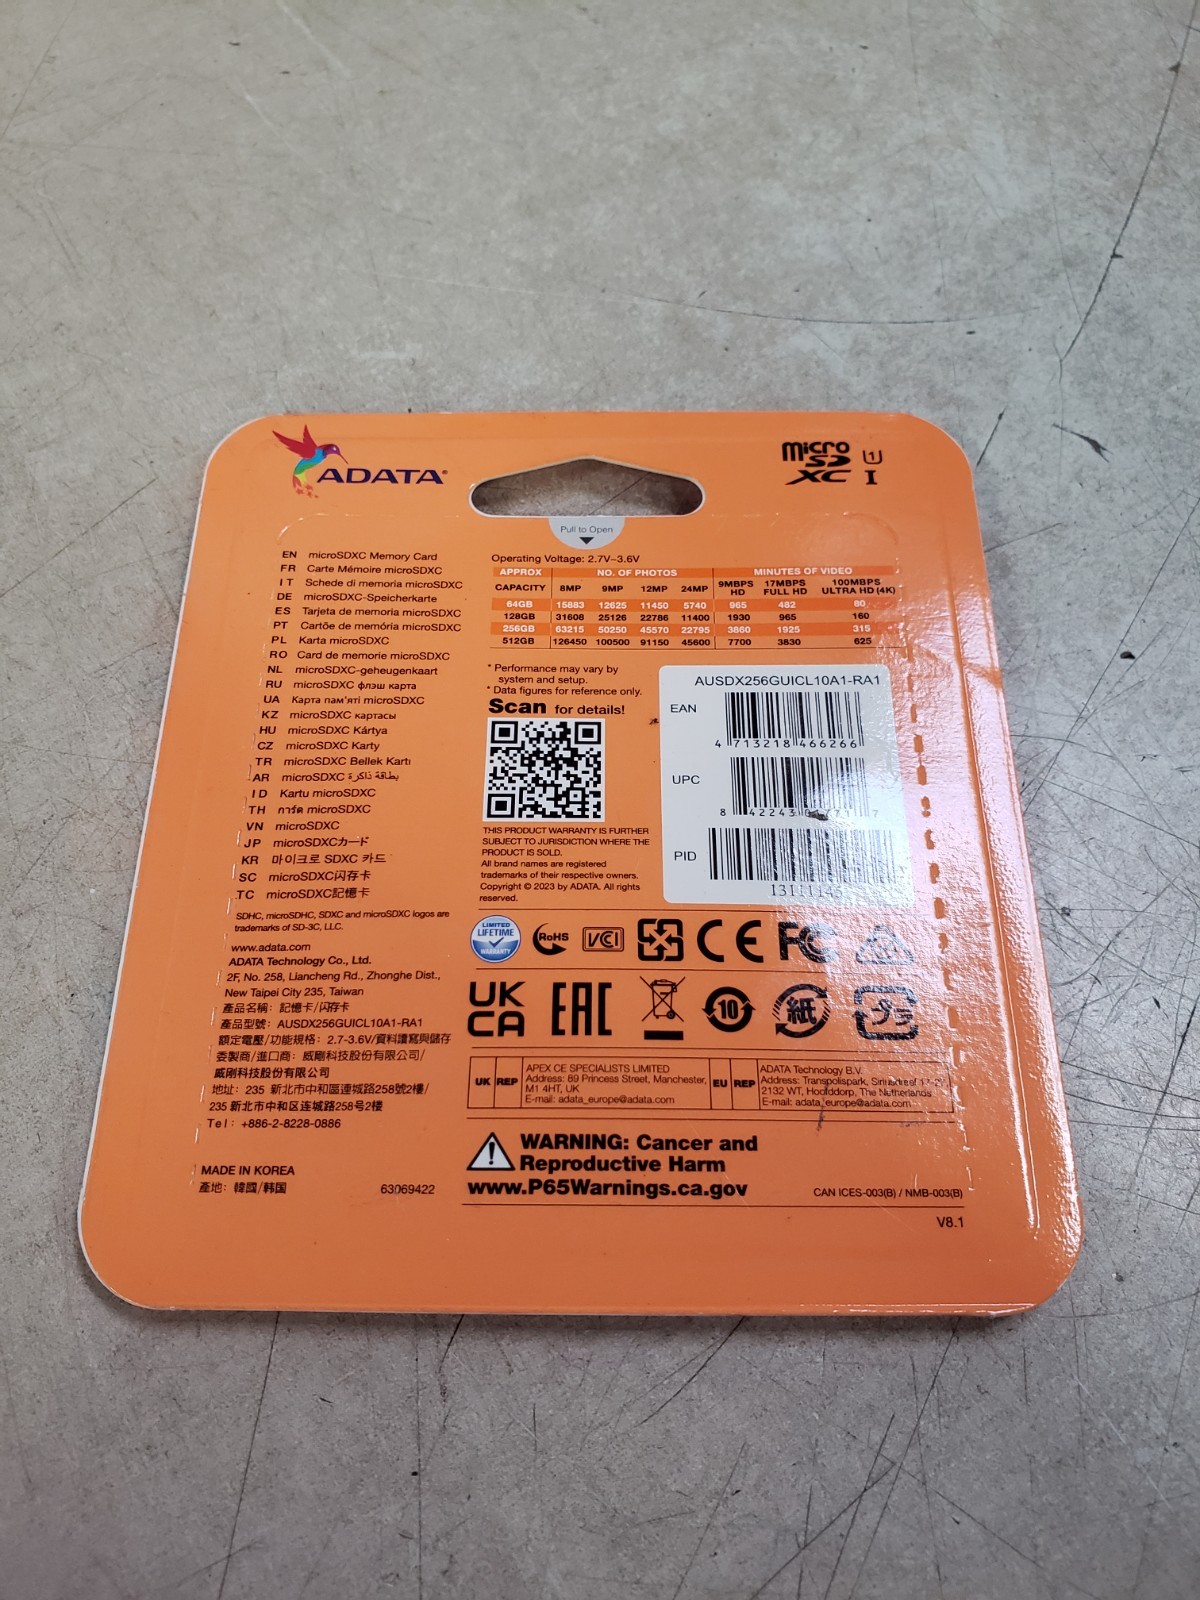 ADATA
micro SD XC I U1
Pull to Open
EN microSDXC Memory Card
FR Carte Mémoire microSDXC
IT Schede di memoria microSDXC
DE microSDXC-Speicherkarte
ES Tarjeta de memoria microSDXC
PT Cartõe de memória microSDXC
PL Karta microSDXC
RO Card de memorie microSDXC
NL microSDXC-geheugenkaart
RU microSDXC флэш карта
UA Карта пам'яті microSDXC
KZ microSDXC картасы
HU microSDXC Kártya
CZ microSDXC Karty
TR microSDXC Bellek Kartı
AR microSDXC بطاقة ذاكرة
ID Kartu microSDXC
TH การ์ด microSDXC
VN microSDXC
JP microSDXCカード
KR 마이크로 SDXC 카드
SC microSDXC闪存卡
TC microSDXC記憶卡
SDHC, microSDHC, SDXC and microSDXC logos are
trademarks of SD-3C, LLC.
www.adata.com
ADATA Technology Co., Ltd.
2F, No. 258, Liancheng Rd., Zhonghe Dist.,
New Taipei City 235, Taiwan
產品名稱: 記憶卡/闪存卡
產品型號: AUSDX256GUICL10A1-RA1
額定電壓/功能規格: 2.7-3.6V/資料讀寫與儲存
委製商/進口商: 威剛科技股份有限公司/
威刚科技股份有限公司
地址: 235 新北市中和區連城路258號2樓/
235 新北市中和区连城路258号2楼
Tel: +886-2-8228-0886
MADE IN KOREA
產地: 韓國/韩国
63069422
Operating Voltage: 2.7V~3.6V
APPROX NO. OF PHOTOS MINUTES OF VIDEO
CAPACITY 8MP 9MP 12MP 24MP 9MBPS HD 17MBPS FULL HD 100MBPS ULTRA HD (4K)
64GB 15883 12625 11450 5740 965 482 80
128GB 31608 25126 22786 11400 1930 965 160
256GB 63215 50250 45570 22795 3860 1925 315
512GB 126450 100500 91150 45600 7700 3830 625
* Performance may vary by
system and setup.
* Data figures for reference only.
Scan for details!
THIS PRODUCT WARRANTY IS FURTHER
SUBJECT TO JURISDICTION WHERE THE
PRODUCT IS SOLD.
All brand names are registered
trademarks of their respective owners.
Copyright © 2023 by ADATA. All rights
reserved.
AUSDX256GUICL10A1-RA1
EAN
4 713218 466266
UPC
8 42243
PID
LIMITED LIFETIME WARRANTY
RoHS
VCI
CE
FC
UK CA
EAC
10
紙
プラ
UK REP
APEX CE SPECIALISTS LIMITED
Address: 89 Princess Street, Manchester,
M1 4HT, UK
E-mail: adata_europe@adata.com
EU REP
ADATA Technology B.V.
Address: Transpolispark,
2132 WT, Hoofddorp, The Netherlands
E-mail: adata_europe@adata.com
WARNING: Cancer and
Reproductive Harm
www.P65Warnings.ca.gov
CAN ICES-003(B) / NMB-003(B)
V8.1